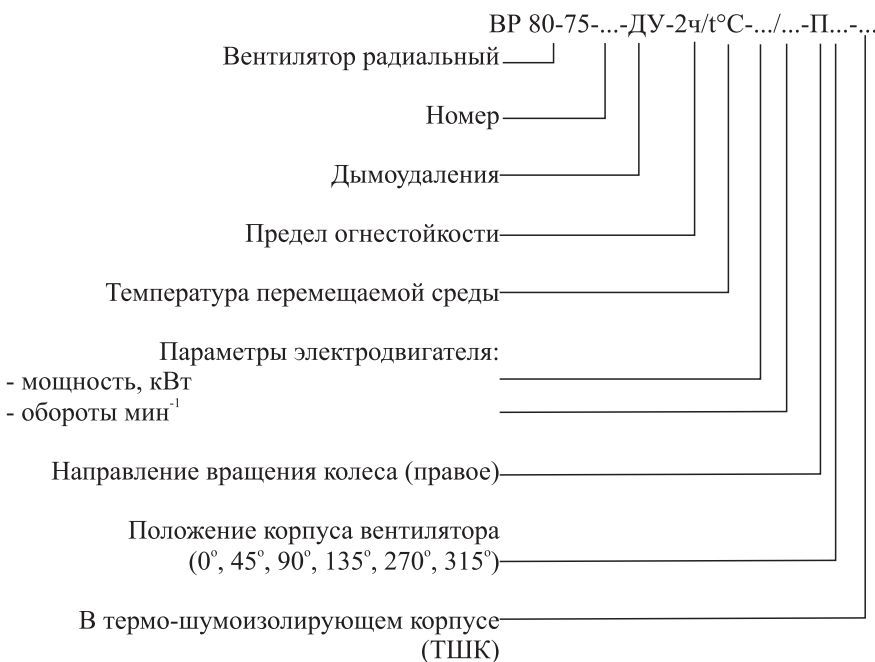 ВР 80-75-...-ДУ-2ч/t°С-.../...-П...-...
Вентилятор радиальный
Номер
Дымоудаления
Предел огнестойкости
Температура перемещаемой среды
Параметры электродвигателя:
- мощность, кВт
- обороты мин⁻¹
Направление вращения колеса (правое)
Положение корпуса вентилятора
(0°, 45°, 90°, 135°, 270°, 315°)
В термо-шумоизолирующем корпусе
(ТШК)